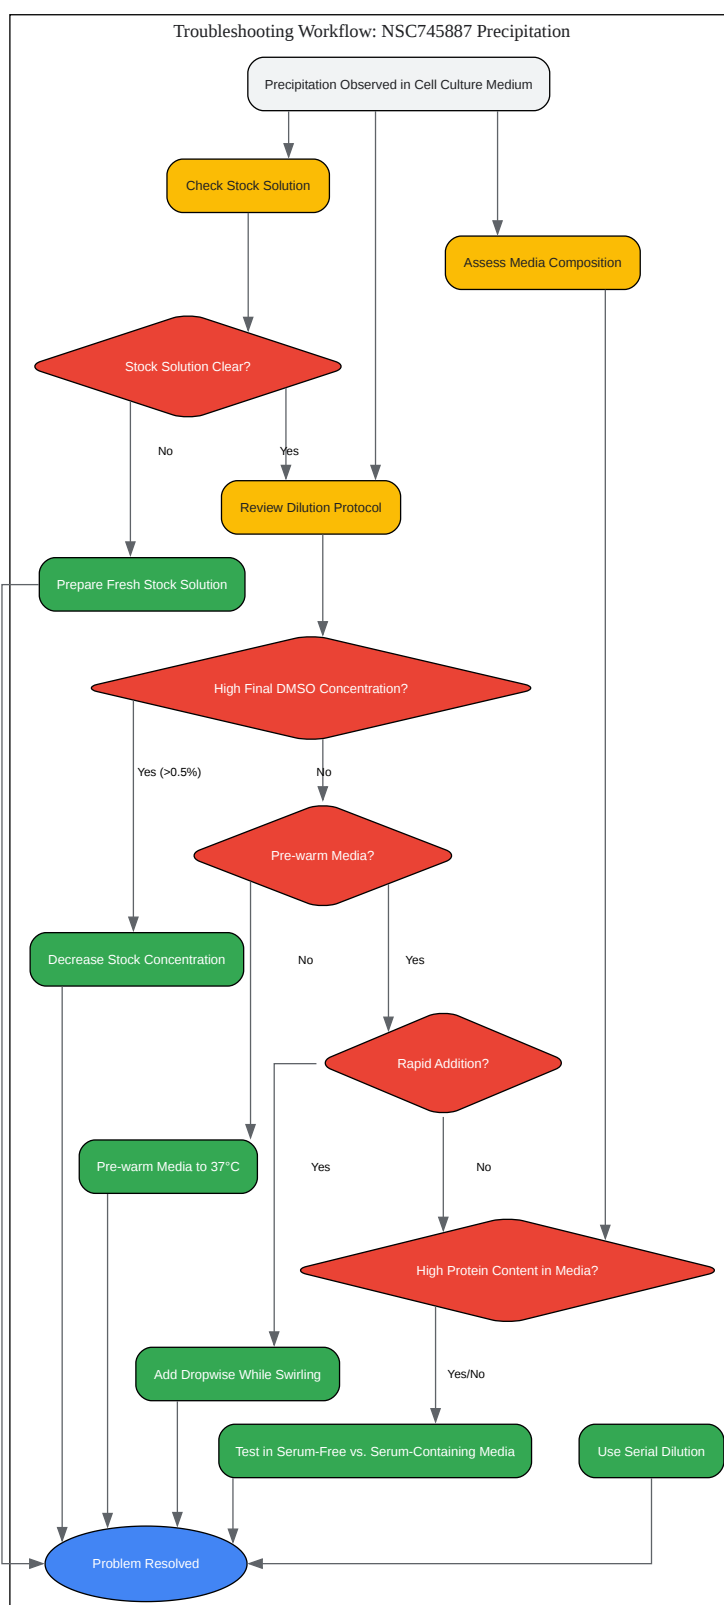 Troubleshooting Workflow: NSC745887 Precipitation
Precipitation Observed in Cell Culture Medium
Check Stock Solution
Assess Media Composition
Stock Solution Clear?
No
Yes
Review Dilution Protocol
Prepare Fresh Stock Solution
High Final DMSO Concentration?
Yes (>0.5%)
No
Pre-warm Media?
Decrease Stock Concentration
No
Yes
Rapid Addition?
Pre-warm Media to 37°C
Yes
No
High Protein Content in Media?
Add Dropwise While Swirling
Yes/No
Test in Serum-Free vs. Serum-Containing Media
Use Serial Dilution
Problem Resolved